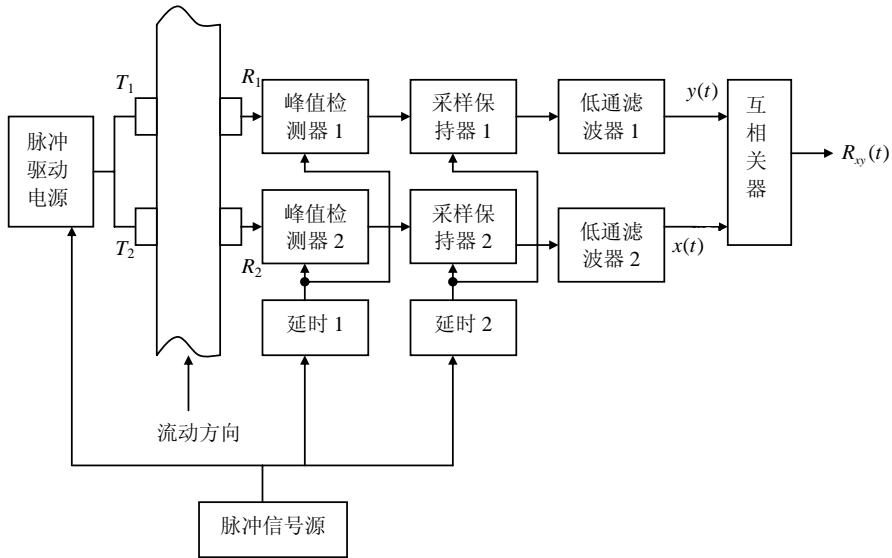 T₁
R₁
脉冲
驱动
电源
峰值检
测器 1
采样保
持器 1
低通滤
波器 1
y(t)
互
相
关
器
Rₓᵧ(t)
T₂
R₂
峰值检
测器 2
采样保
持器 2
低通滤
波器 2
x(t)
延时 1
延时 2
流动方向
脉冲信号源